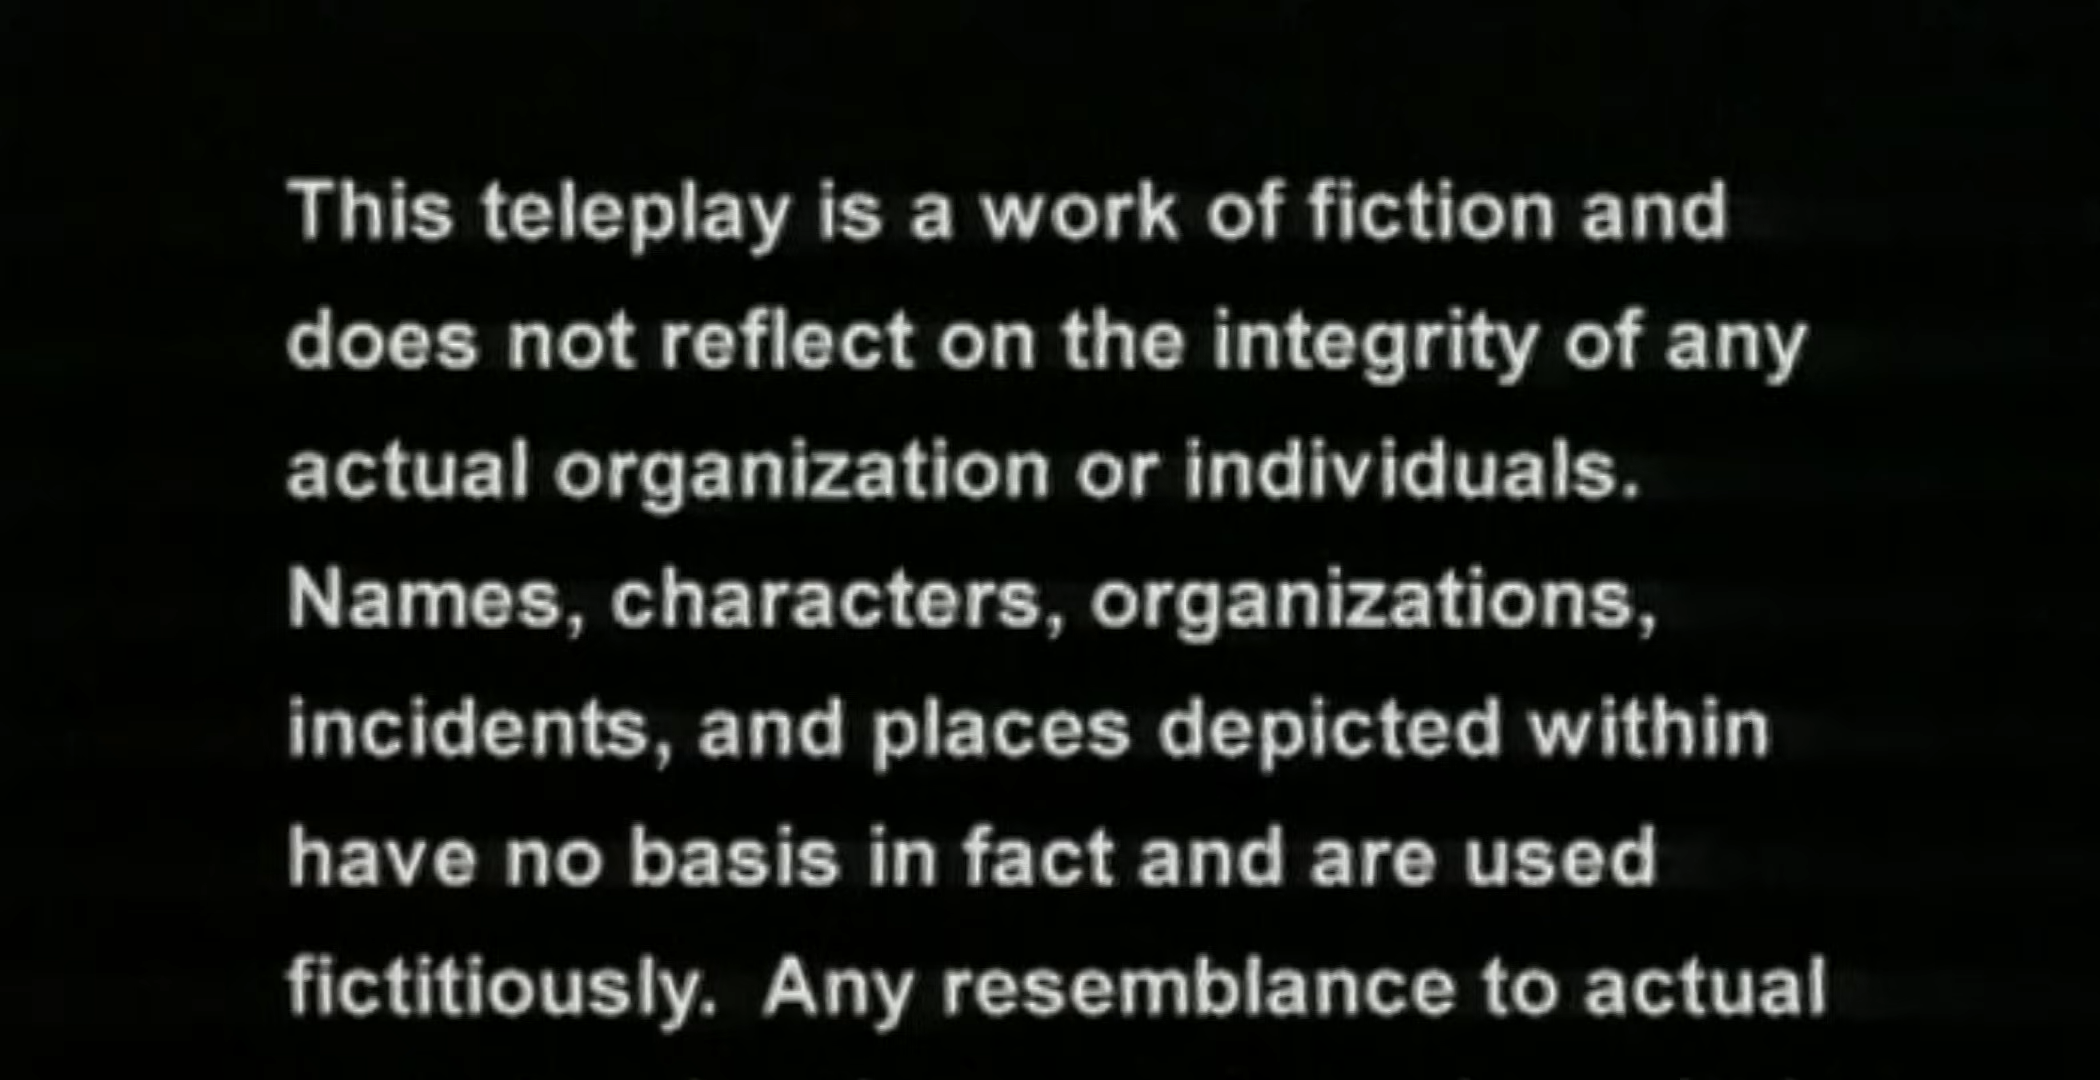 This teleplay is a work of fiction and
does not reflect on the integrity of any
actual organization or individuals.
Names, characters, organizations,
incidents, and places depicted within
have no basis in fact and are used
fictitiously.  Any resemblance to actual